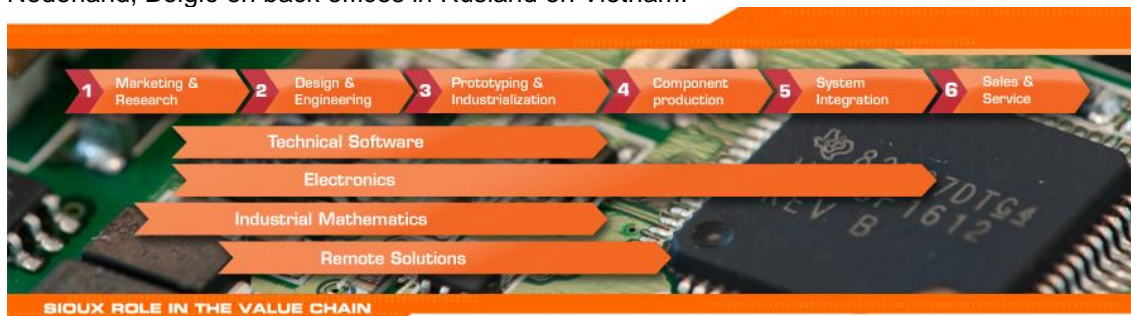 Nederland, België en back offices in Rusland en Vietnam.
1 Marketing &
Research
2 Design &
Engineering
3 Prototyping &
Industrialization
4 Component
production
5 System
Integration
6 Sales &
Service
Technical Software
Electronics
Industrial Mathematics
Remote Solutions
REV B
1612
SIOUX ROLE IN THE VALUE CHAIN